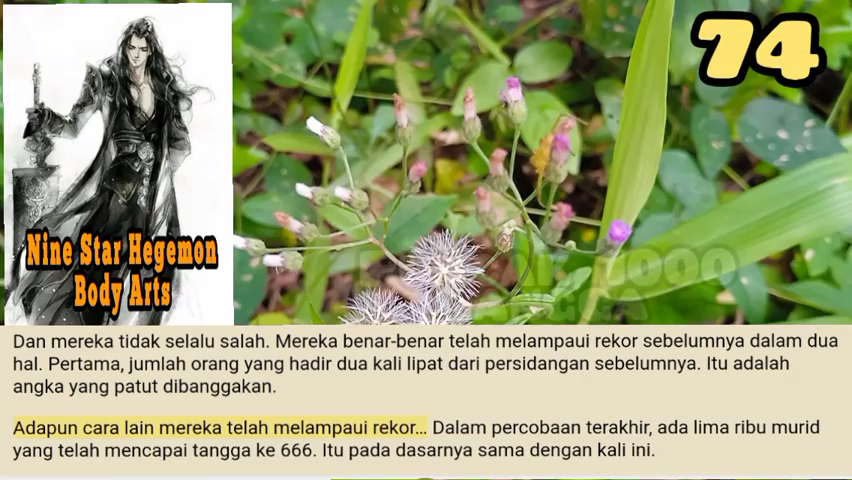 74
Nine Star Hegemon
Body Arts
Dan mereka tidak selalu salah. Mereka benar-benar telah melampaui rekor sebelumnya dalam dua
hal. Pertama, jumlah orang yang hadir dua kali lipat dari persidangan sebelumnya. Itu adalah
angka yang patut dibanggakan.
Adapun cara lain mereka telah melampaui rekor... Dalam percobaan terakhir, ada lima ribu murid
yang telah mencapai tangga ke 666. Itu pada dasarnya sama dengan kali ini.